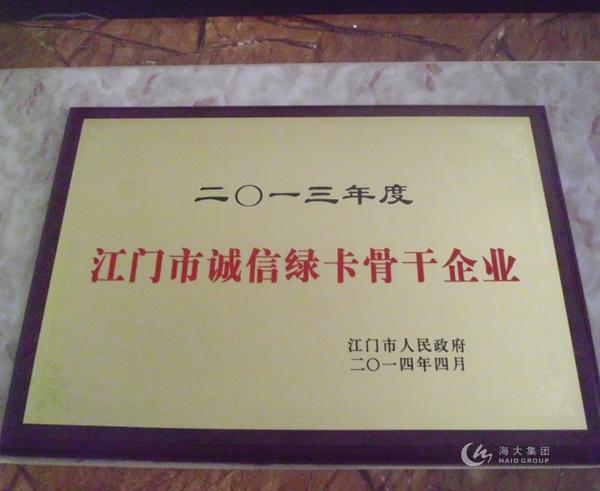 二〇一三年度
江门市诚信绿卡骨干企业
江门市人民政府
二〇一四年四月
海大集团
HAID GROUP